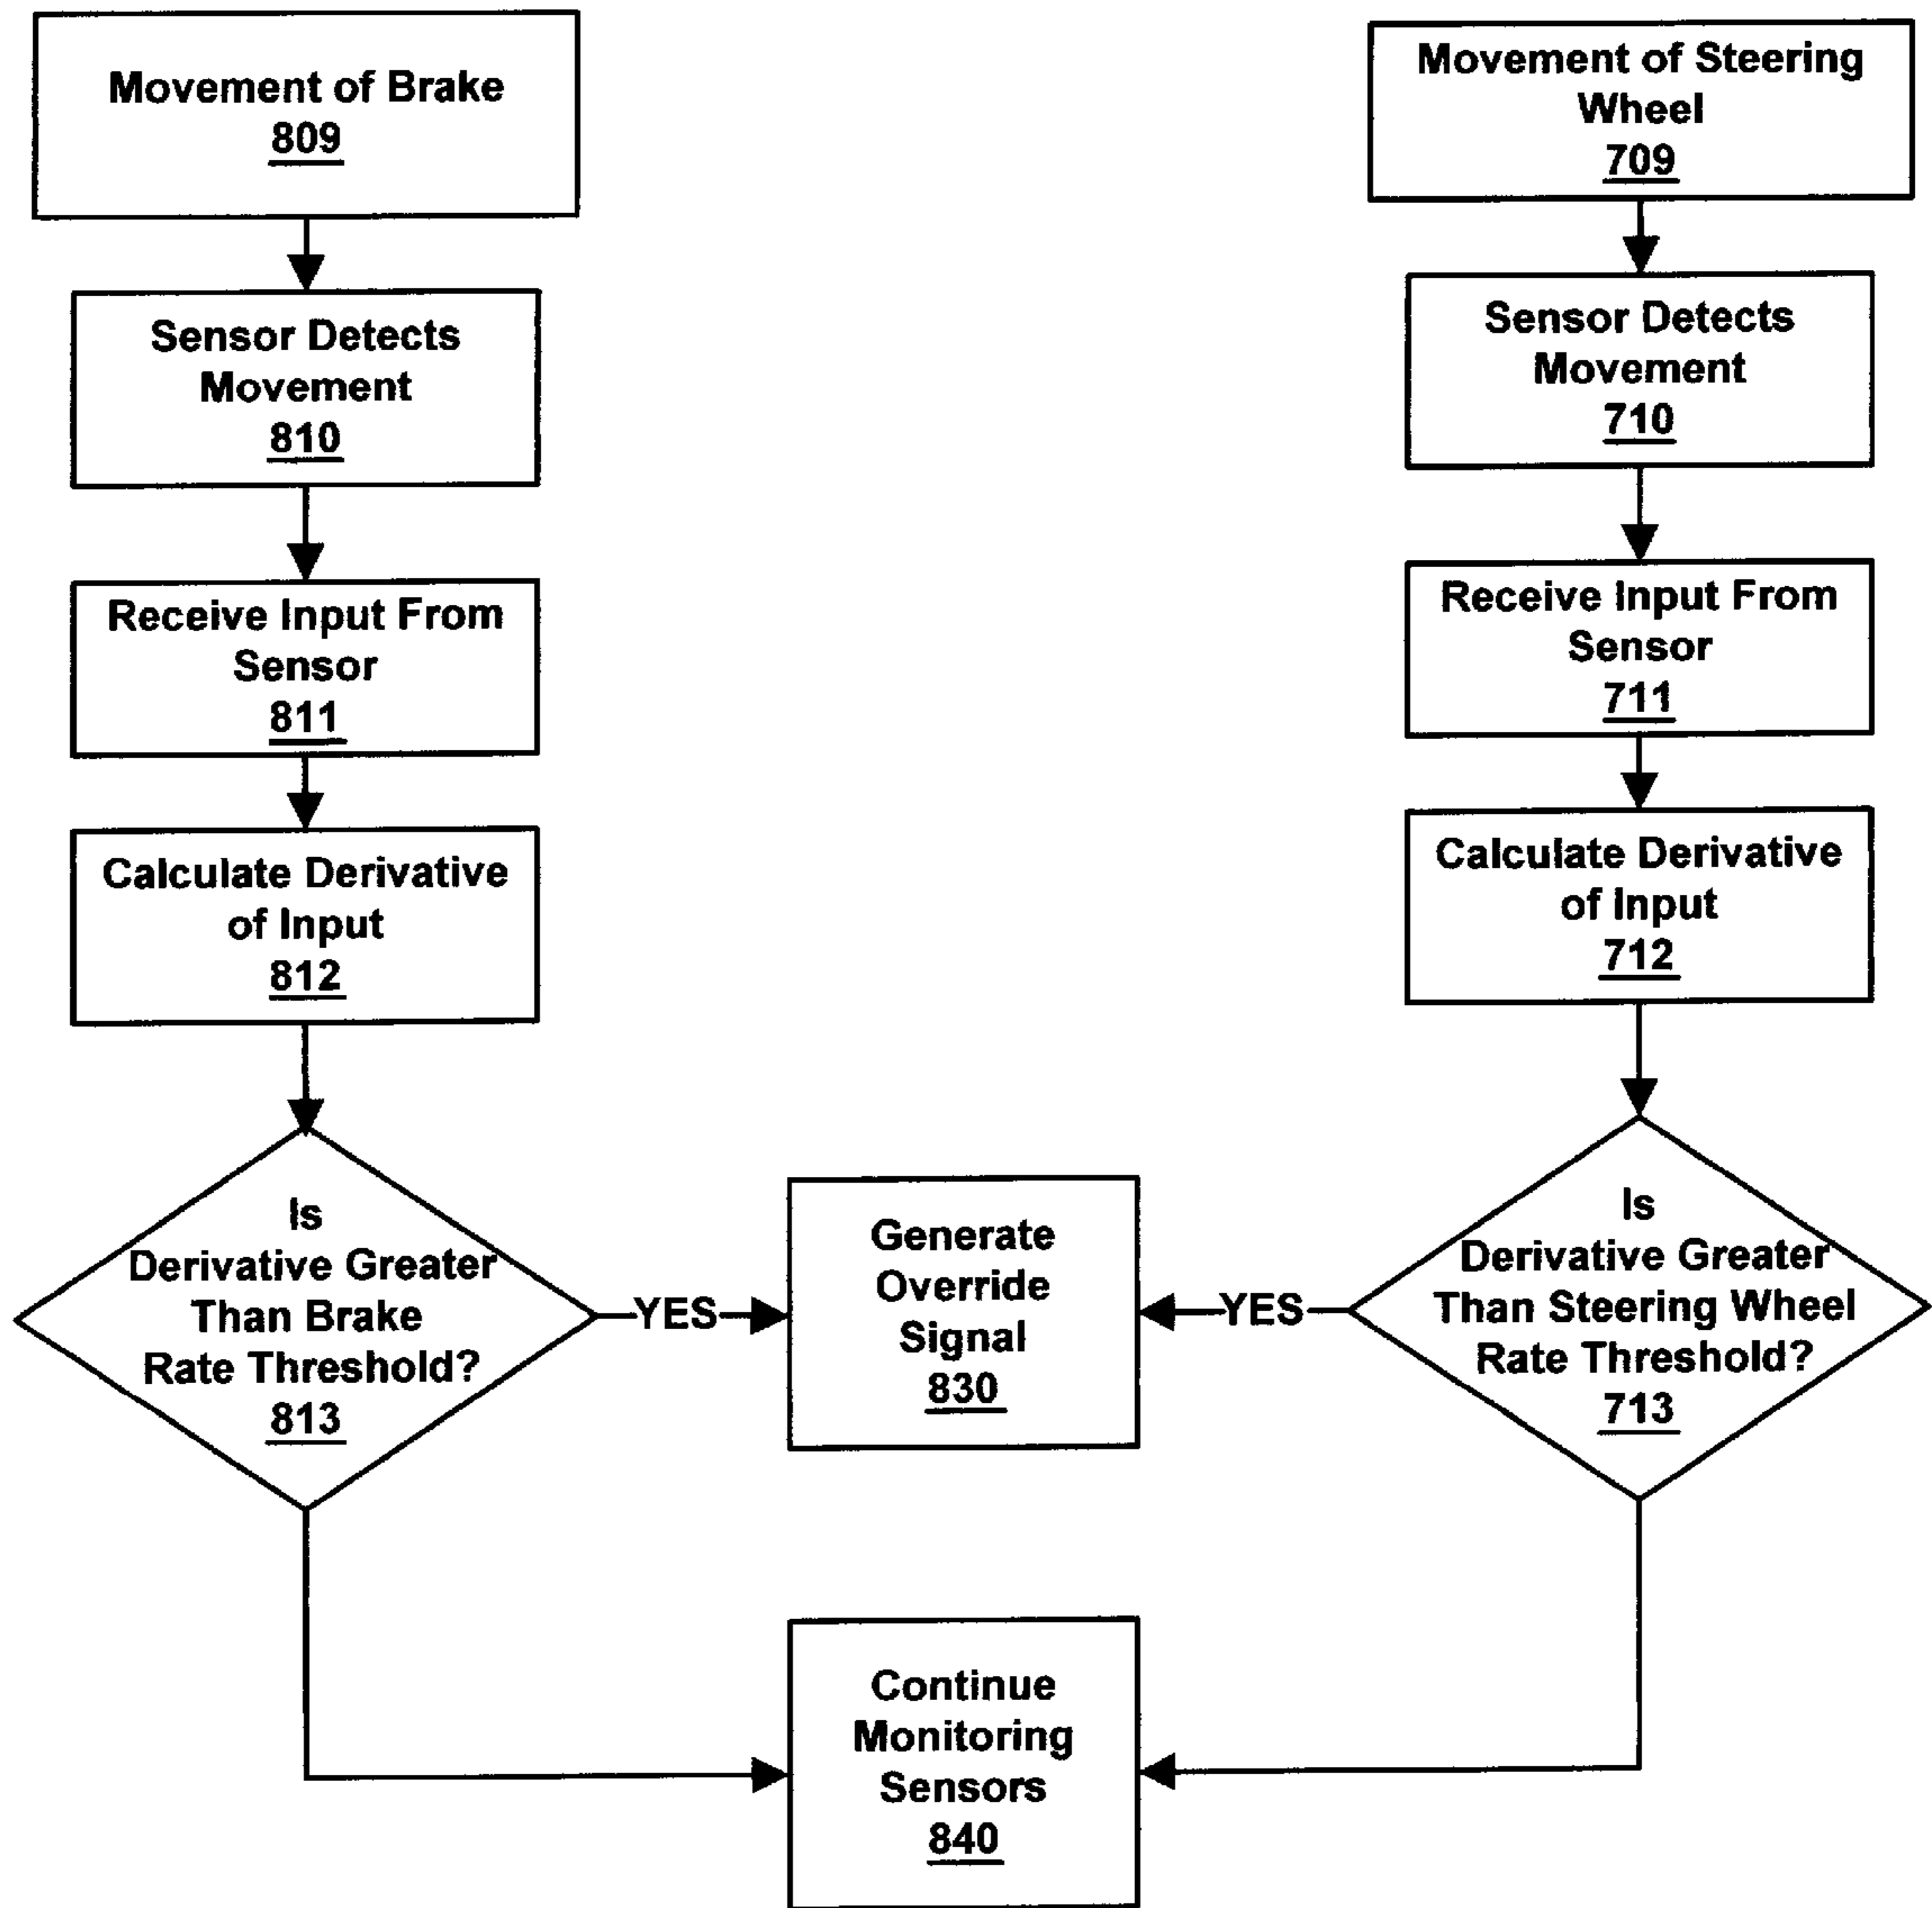 Movement of Brake
809
Sensor Detects
Movement
810
Receive Input From
Sensor
811
Calculate Derivative
of Input
812
Is
Derivative Greater
Than Brake
Rate Threshold?
813
YES
Generate
Override
Signal
830
Continue
Monitoring
Sensors
840
Movement of Steering
Wheel
709
Sensor Detects
Movement
710
Receive Input From
Sensor
711
Calculate Derivative
of Input
712
Is
Derivative Greater
Than Steering Wheel
Rate Threshold?
713
YES